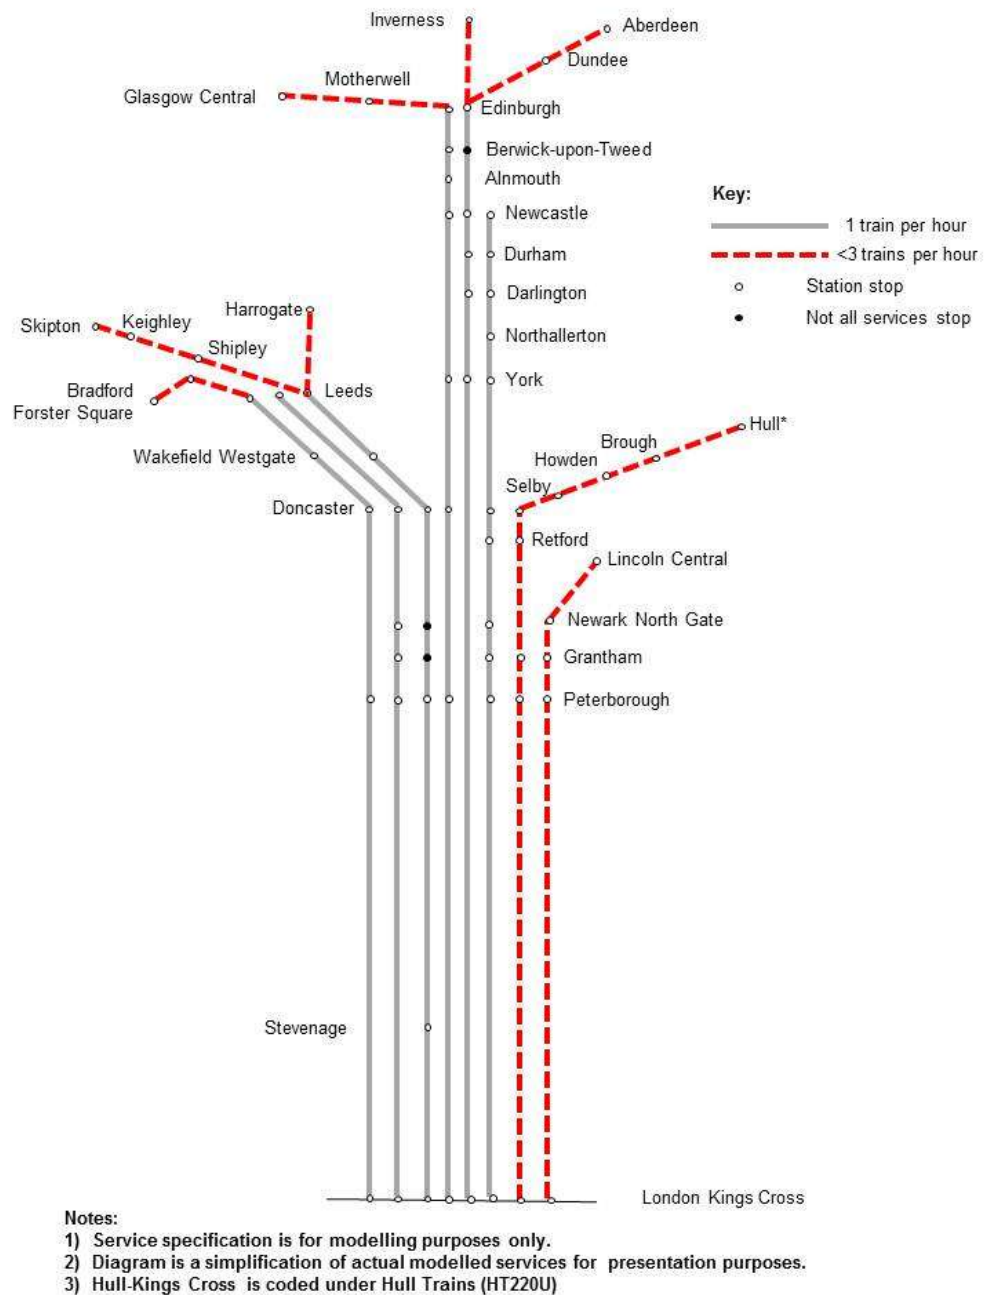 Inverness
Aberdeen
Dundee
Motherwell
Glasgow Central
Edinburgh
Berwick-upon-Tweed
Alnmouth
Key:
Newcastle
1 train per hour
Durham
<3 trains per hour
Darlington
Station stop
Harrogate
Not all services stop
Skipton
Keighley
Northallerton
Shipley
York
Bradford
Forster Square
Leeds
Hull*
Brough
Wakefield Westgate
Howden
Selby
Doncaster
Retford
Lincoln Central
Newark North Gate
Grantham
Peterborough
Stevenage
London Kings Cross
Notes:
1) Service specification is for modelling purposes only.
2) Diagram is a simplification of actual modelled services for presentation purposes.
3) Hull-Kings Cross is coded under Hull Trains (HT220U)